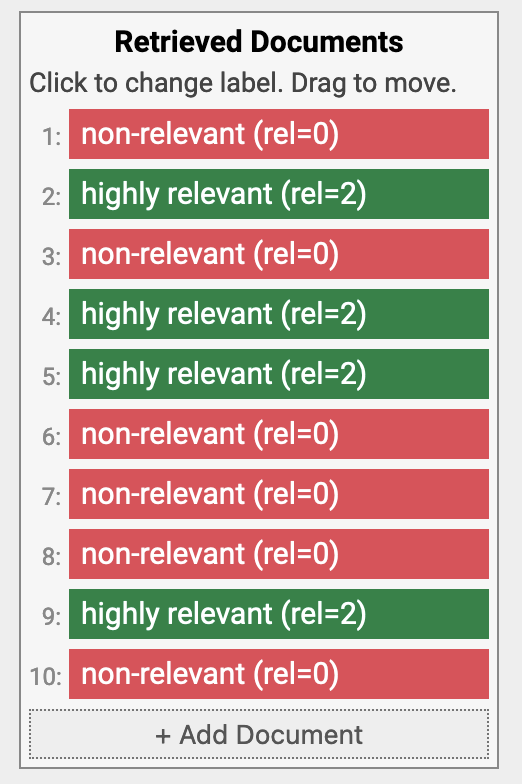 Retrieved Documents
Click to change label. Drag to move.
1: non-relevant (rel=0)
2: highly relevant (rel=2)
3: non-relevant (rel=0)
4: highly relevant (rel=2)
5: highly relevant (rel=2)
6: non-relevant (rel=0)
7: non-relevant (rel=0)
8: non-relevant (rel=0)
9: highly relevant (rel=2)
10: non-relevant (rel=0)
+ Add Document